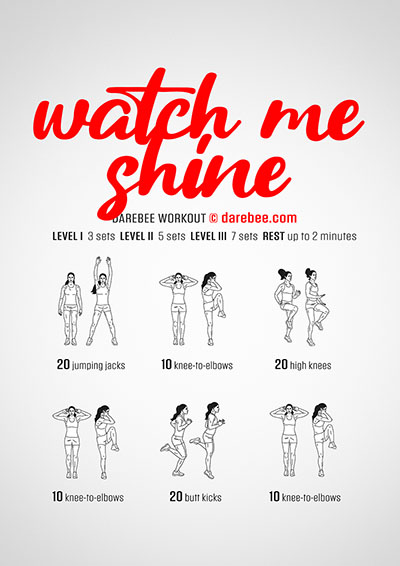 watch me
shine
DAREBEE WORKOUT © darebee.com
LEVEL I 3 sets LEVEL II 5 sets LEVEL III 7 sets REST up to 2 minutes
20 jumping jacks
10 knee-to-elbows
20 high knees
10 knee-to-elbows
20 butt kicks
10 knee-to-elbows